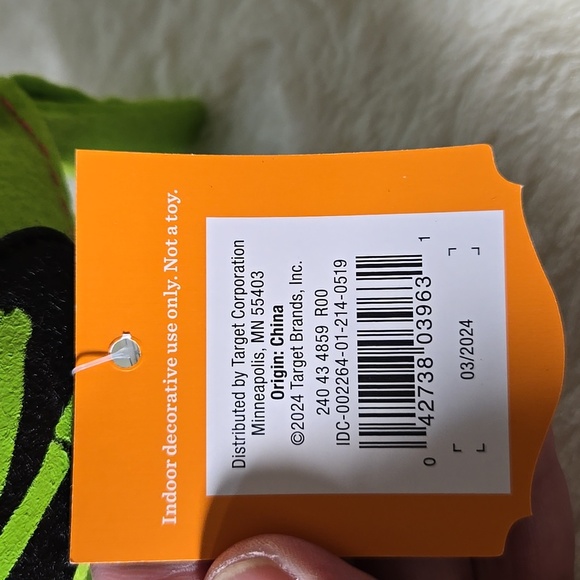 Indoor decorative use only. Not a toy.
Distributed by Target Corporation
Minneapolis, MN 55403
Origin: China
©2024 Target Brands, Inc.
240 43 4859 R00
IDC-002264-01-214-0519
0 42738 03963 1
03/2024